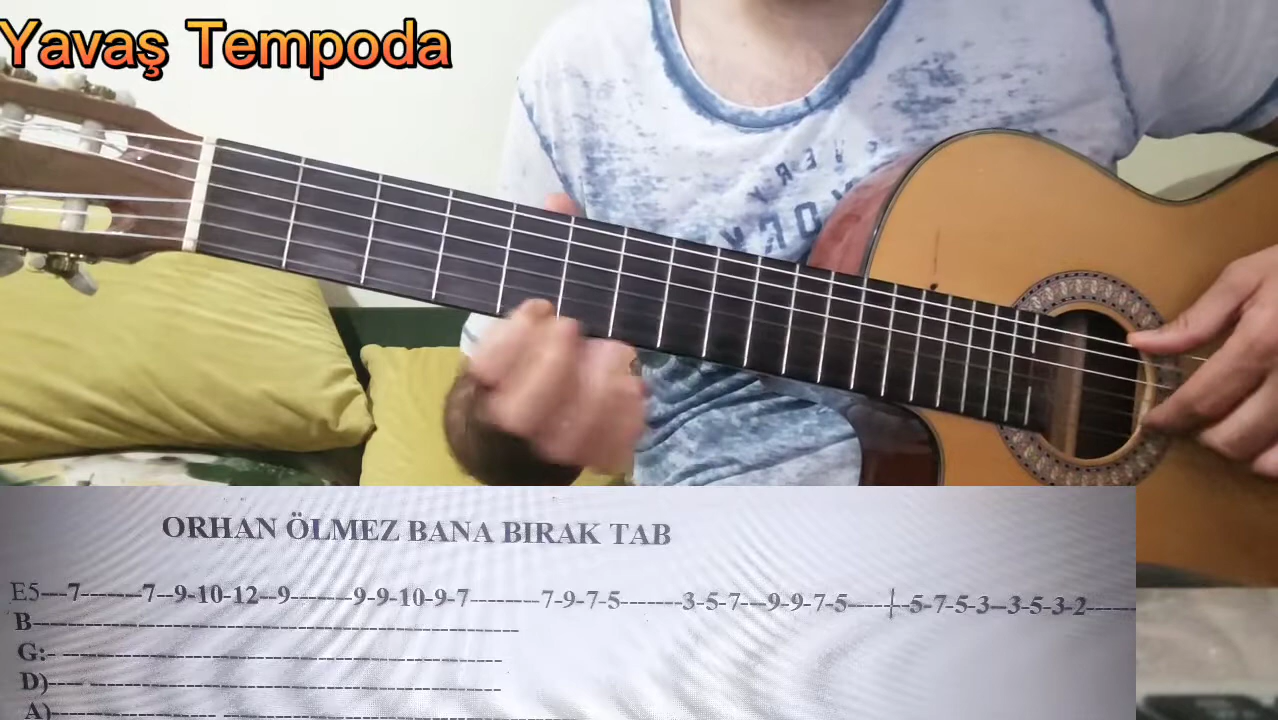 Yavaş Tempoda
ORHAN ÖLMEZ BANA BIRAK TAB
E5---7-------7--9-10-12--9--------9-9-10-9-7---------7-9-7-5-------3-5-7---9-9-7-5-----┼-5-7-5-3--3-5-3-2------
B------------------------------------------------------
G:- -------------------------------------------------
D)---- ----------------------------------------------
A)------------------ --------------------------------------